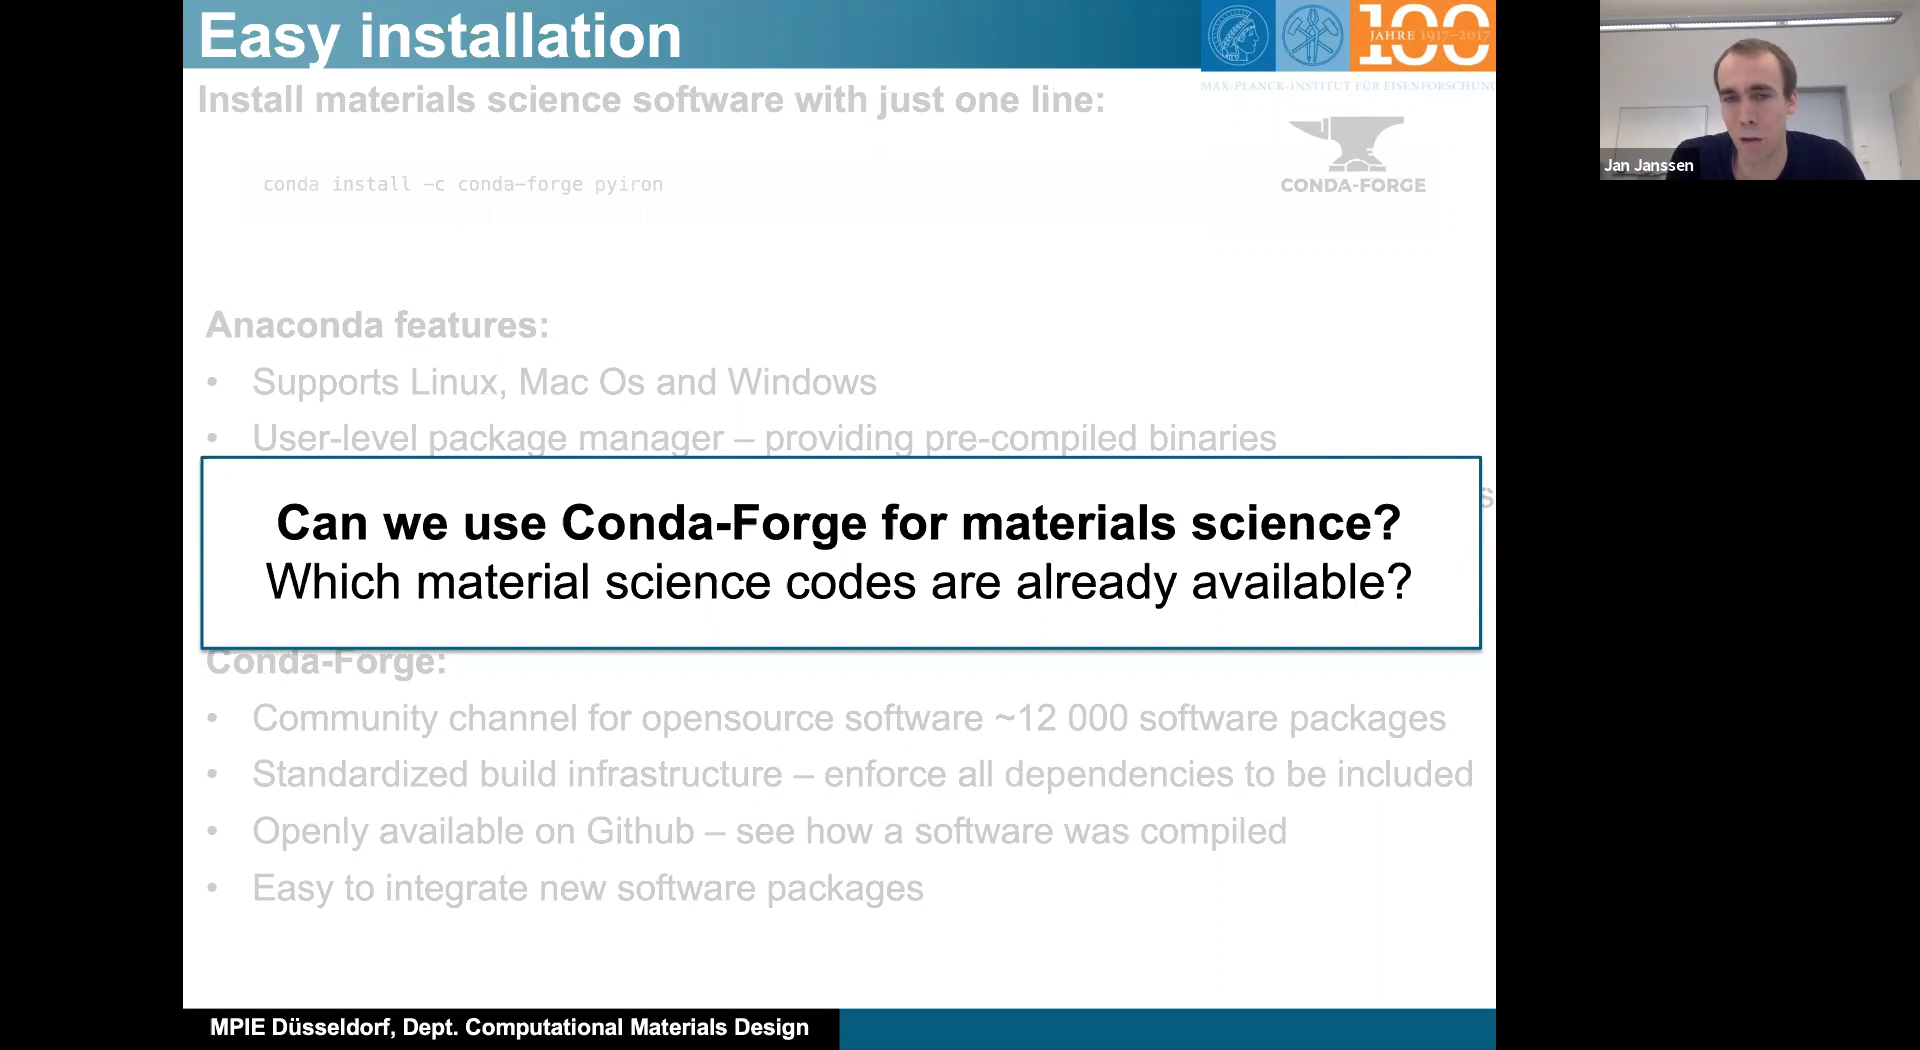 Easy installation
100
JAHRE 1917-2017
MAX-PLANCK-INSTITUT FÜR EISENFORSCHUNG
Install materials science software with just one line:
conda install -c conda-forge pyiron
CONDA-FORGE
Jan Janssen
Anaconda features:
• Supports Linux, Mac Os and Windows
• User-level package manager – providing pre-compiled binaries
Can we use Conda-Forge for materials science?
Which material science codes are already available?
Conda-Forge:
• Community channel for opensource software ~12 000 software packages
• Standardized build infrastructure – enforce all dependencies to be included
• Openly available on Github – see how a software was compiled
• Easy to integrate new software packages
MPIE Düsseldorf, Dept. Computational Materials Design